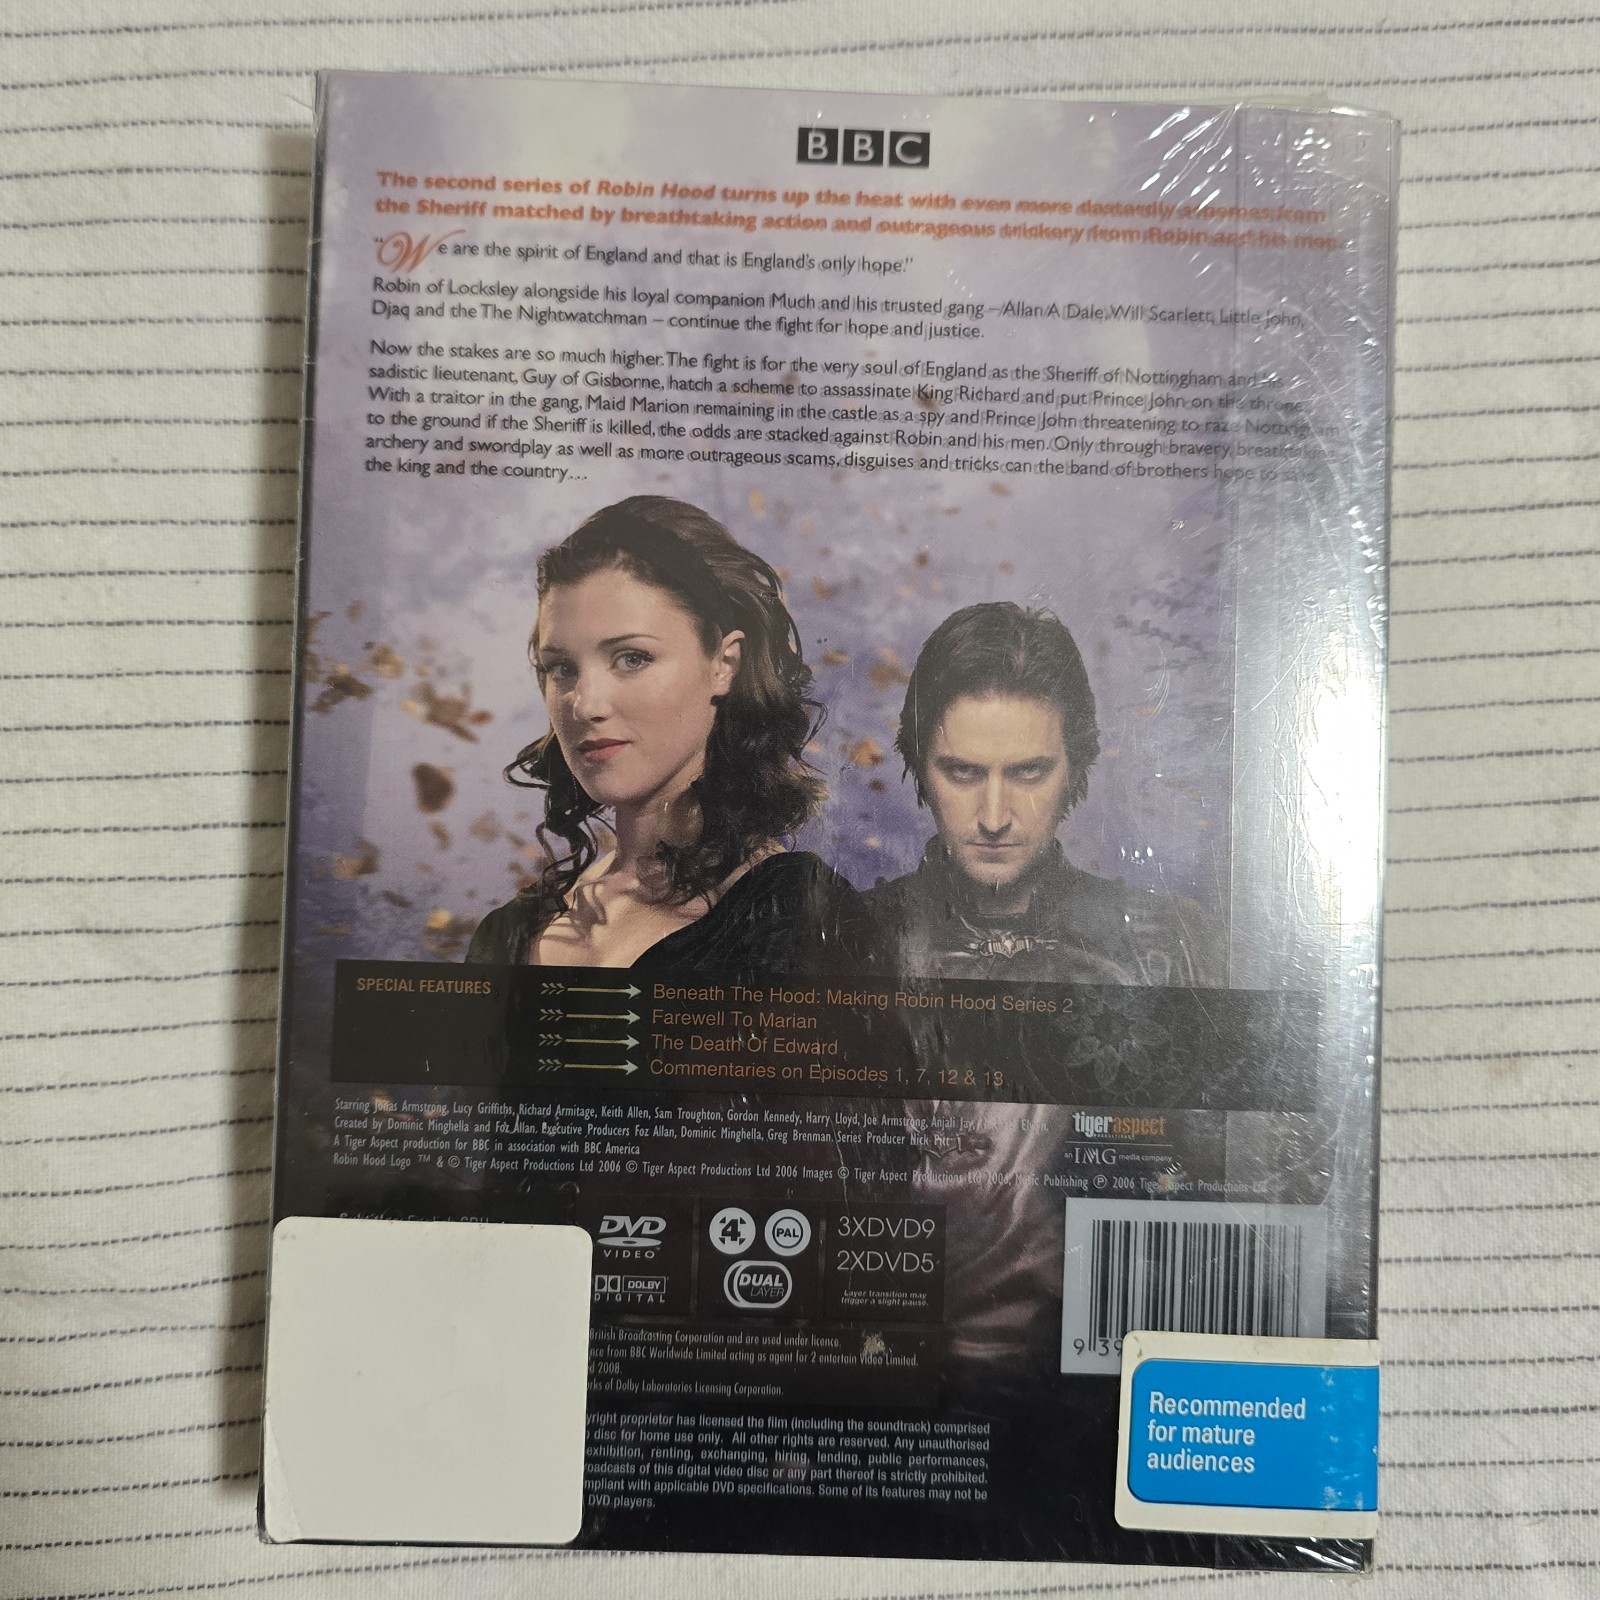 BBC
The second series of Robin Hood turns up the heat with even more dastardly from
the Sheriff matched by breathtaking action and outrageous trickery from Robin and his men.
"We are the spirit of England and that is England's only hope."
Robin of Locksley alongside his loyal companion Much and his trusted gang – Allan A Dale, Will Scarlett, Little John,
Djaq and the The Nightwatchman – continue the fight for hope and justice.
Now the stakes are so much higher. The fight is for the very soul of England as the Sheriff of Nottingham and his
sadistic lieutenant, Guy of Gisborne, hatch a scheme to assassinate King Richard and put Prince John on the throne.
With a traitor in the gang, Maid Marion remaining in the castle as a spy and Prince John threatening to raze Nottingham
to the ground if the Sheriff is killed, the odds are stacked against Robin and his men. Only through bravery, breathtaking
archery and swordplay as well as more outrageous scams, disguises and tricks can the band of brothers hope to
the king and the country...
SPECIAL FEATURES
Beneath The Hood: Making Robin Hood Series 2
Farewell To Marian
The Death Of Edward
Commentaries on Episodes 1, 7, 12 & 13
Starring Jonas Armstrong, Lucy Griffiths, Richard Armitage, Keith Allen, Sam Troughton, Gordon Kennedy, Harry Lloyd, Joe Armstrong, Anjali Jay,
Created by Dominic Minghella and Foz Allan. Executive Producers Foz Allan, Dominic Minghella, Greg Brenman. Series Producer Nick Pitt
A Tiger Aspect production for BBC in association with BBC America
Robin Hood Logo ™ & © Tiger Aspect Productions Ltd 2006 © Tiger Aspect Productions Ltd 2006 Images © Tiger Aspect Productions Ltd 2006, Music Publishing ℗ 2006 Tiger Aspect Productions Ltd
tigeraspect
PRODUCTIONS
an IMG media company
DVD
VIDEO
DOLBY
DIGITAL
4
PAL
DUAL
LAYER
3XDVD9
2XDVD5
Layer transition may
trigger a slight pause.
British Broadcasting Corporation and are used under licence.
from BBC Worldwide Limited acting as agent for 2 entertain Video Limited.
2008.
of Dolby Laboratories Licensing Corporation.
proprietor has licensed the film (including the soundtrack) comprised
disc for home use only. All other rights are reserved. Any unauthorised
exhibition, renting, exchanging, hiring, lending, public performances,
of this digital video disc or any part thereof is strictly prohibited.
with applicable DVD specifications. Some of its features may not be
DVD players.
9 39
Recommended
for mature
audiences